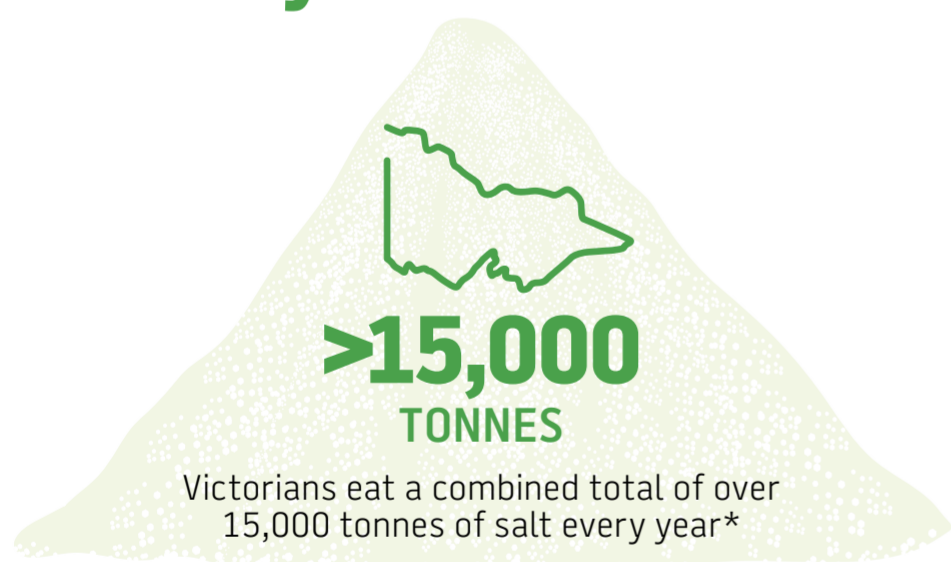 >15,000
TONNES
Victorians eat a combined total of over
15,000 tonnes of salt every year*